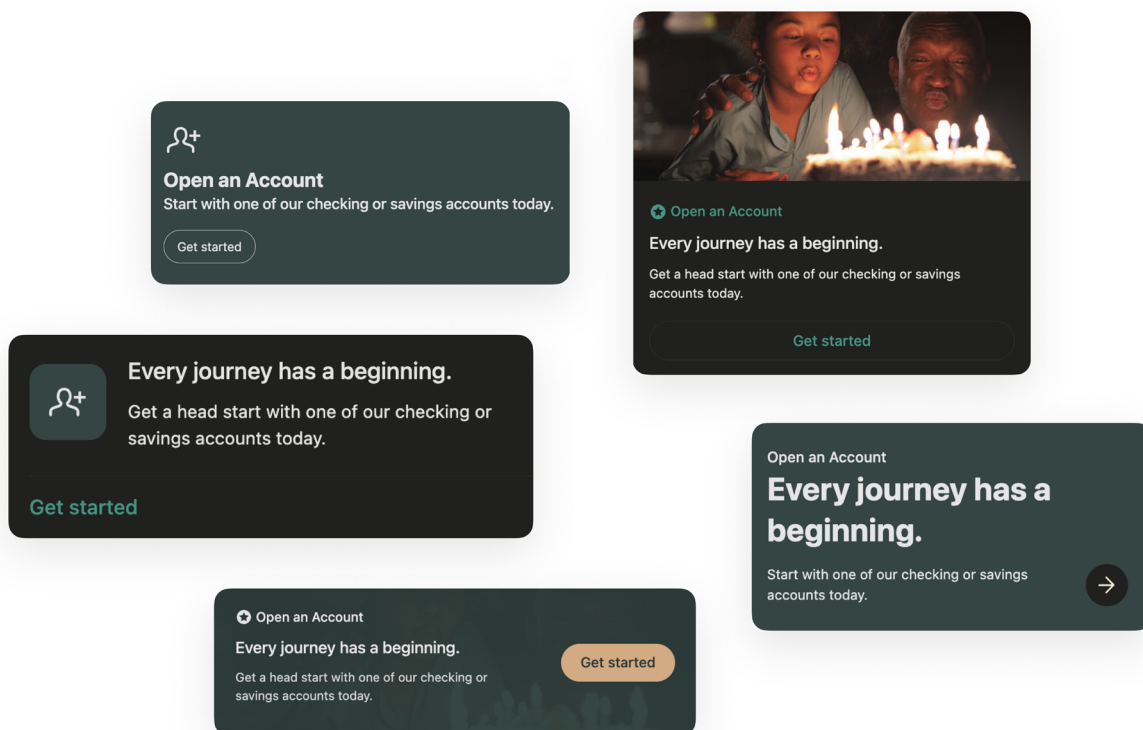 Open an Account
Start with one of our checking or savings accounts today.
Get started
Open an Account
Every journey has a beginning.
Get a head start with one of our checking or savings
accounts today.
Get started
Every journey has a beginning.
Get a head start with one of our checking or
savings accounts today.
Get started
Open an Account
Every journey has a
beginning.
Start with one of our checking or savings
accounts today.
Open an Account
Every journey has a beginning.
Get a head start with one of our checking or
savings accounts today.
Get started